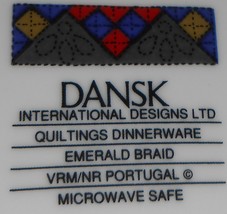 DANSK
INTERNATIONAL DESIGNS LTD
QUILTINGS DINNERWARE
EMERALD BRAID
VRM/NR PORTUGAL ©
MICROWAVE SAFE